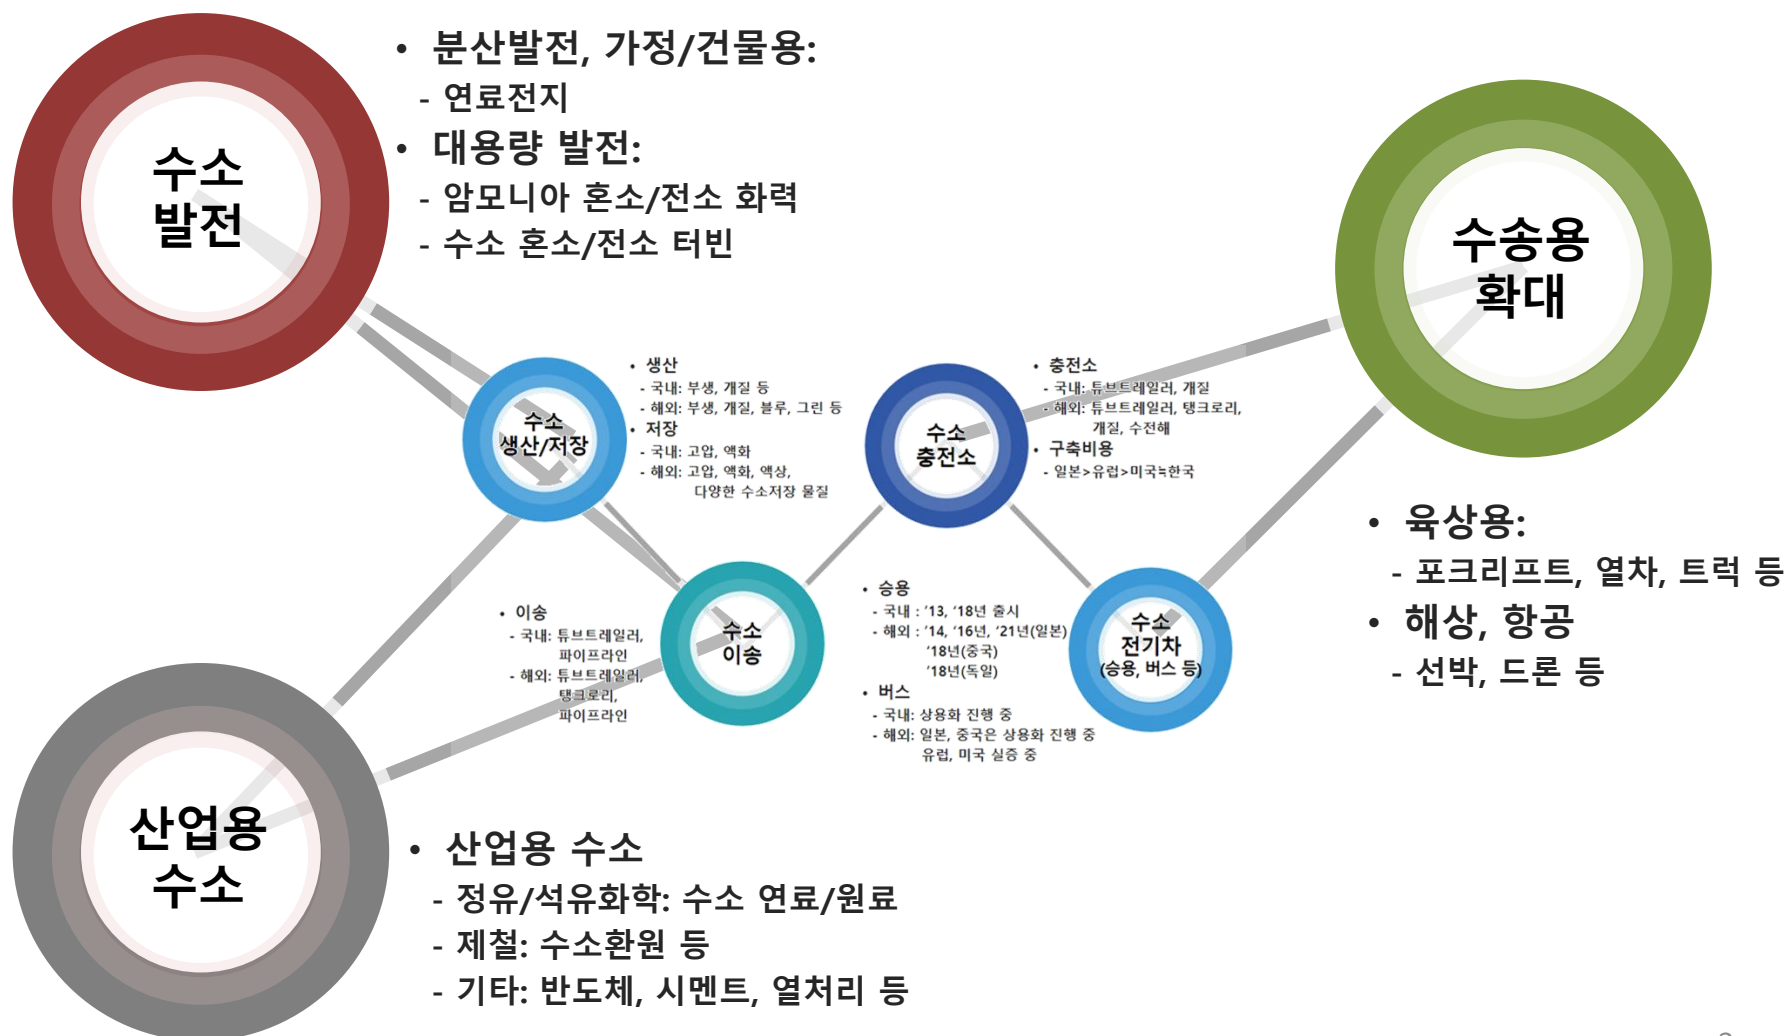 수소
발전
• 분산발전, 가정/건물용:
- 연료전지
• 대용량 발전:
- 암모니아 혼소/전소 화력
- 수소 혼소/전소 터빈
수송용
확대
• 육상용:
- 포크리프트, 열차, 트럭 등
• 해상, 항공
- 선박, 드론 등
수소
생산/저장
• 생산
- 국내: 부생, 개질 등
- 해외: 부생, 개질, 블루, 그린 등
• 저장
- 국내: 고압, 액화
- 해외: 고압, 액화, 액상,
다양한 수소저장 물질
수소
충전소
• 충전소
- 국내: 튜브트레일러, 개질
- 해외: 튜브트레일러, 탱크로리,
개질, 수전해
• 구축비용
- 일본>유럽>미국≒한국
• 이송
- 국내: 튜브트레일러,
파이프라인
- 해외: 튜브트레일러,
탱크로리,
파이프라인
수소
이송
• 승용
- 국내 : ‘13, ‘18년 출시
- 해외 : ‘14, ‘16년, ‘21년(일본)
‘18년(중국)
‘18년(독일)
• 버스
- 국내: 상용화 진행 중
- 해외: 일본, 중국은 상용화 진행 중
유럽, 미국 실증 중
수소
전기차
(승용, 버스 등)
산업용
수소
• 산업용 수소
- 정유/석유화학: 수소 연료/원료
- 제철: 수소환원 등
- 기타: 반도체, 시멘트, 열처리 등